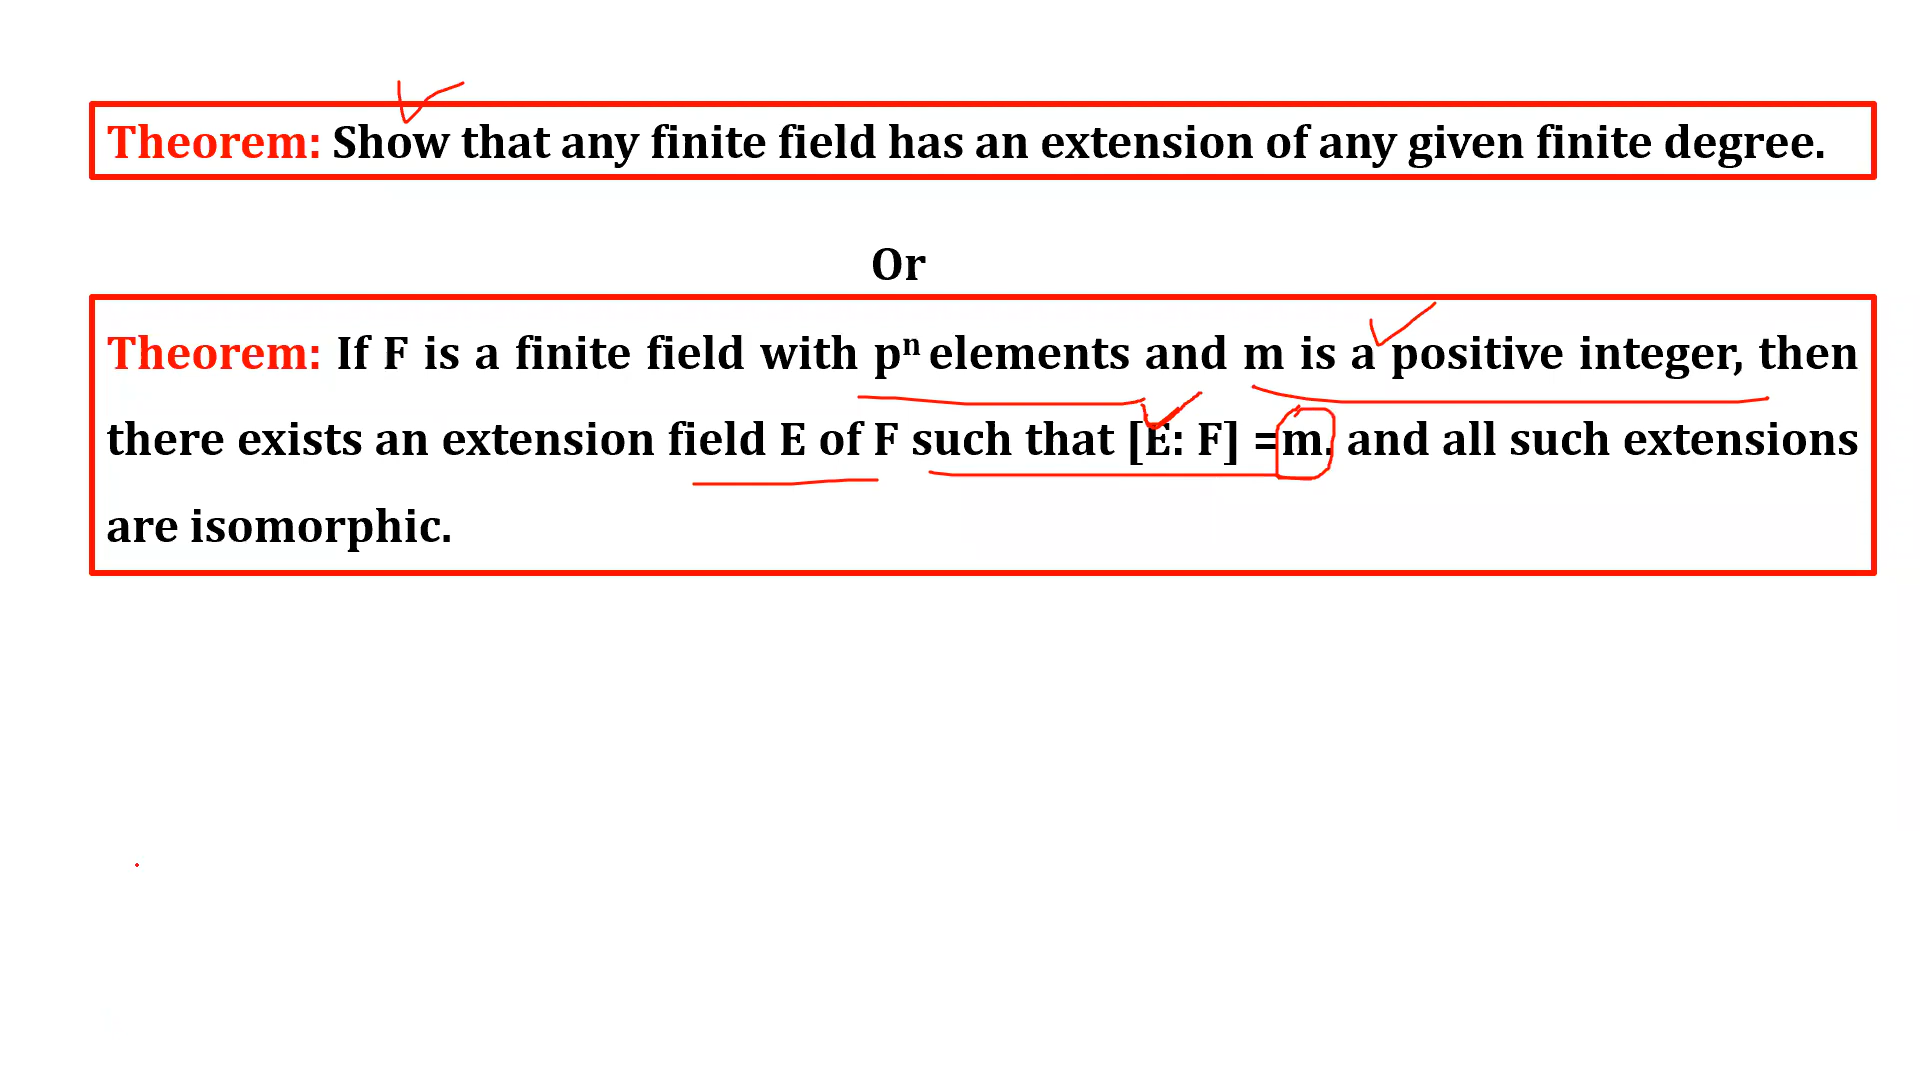 Theorem: Show that any finite field has an extension of any given finite degree.
Or
Theorem: If F is a finite field with pⁿ elements and m is a positive integer, then
there exists an extension field E of F such that [E: F] =m. and all such extensions
are isomorphic.